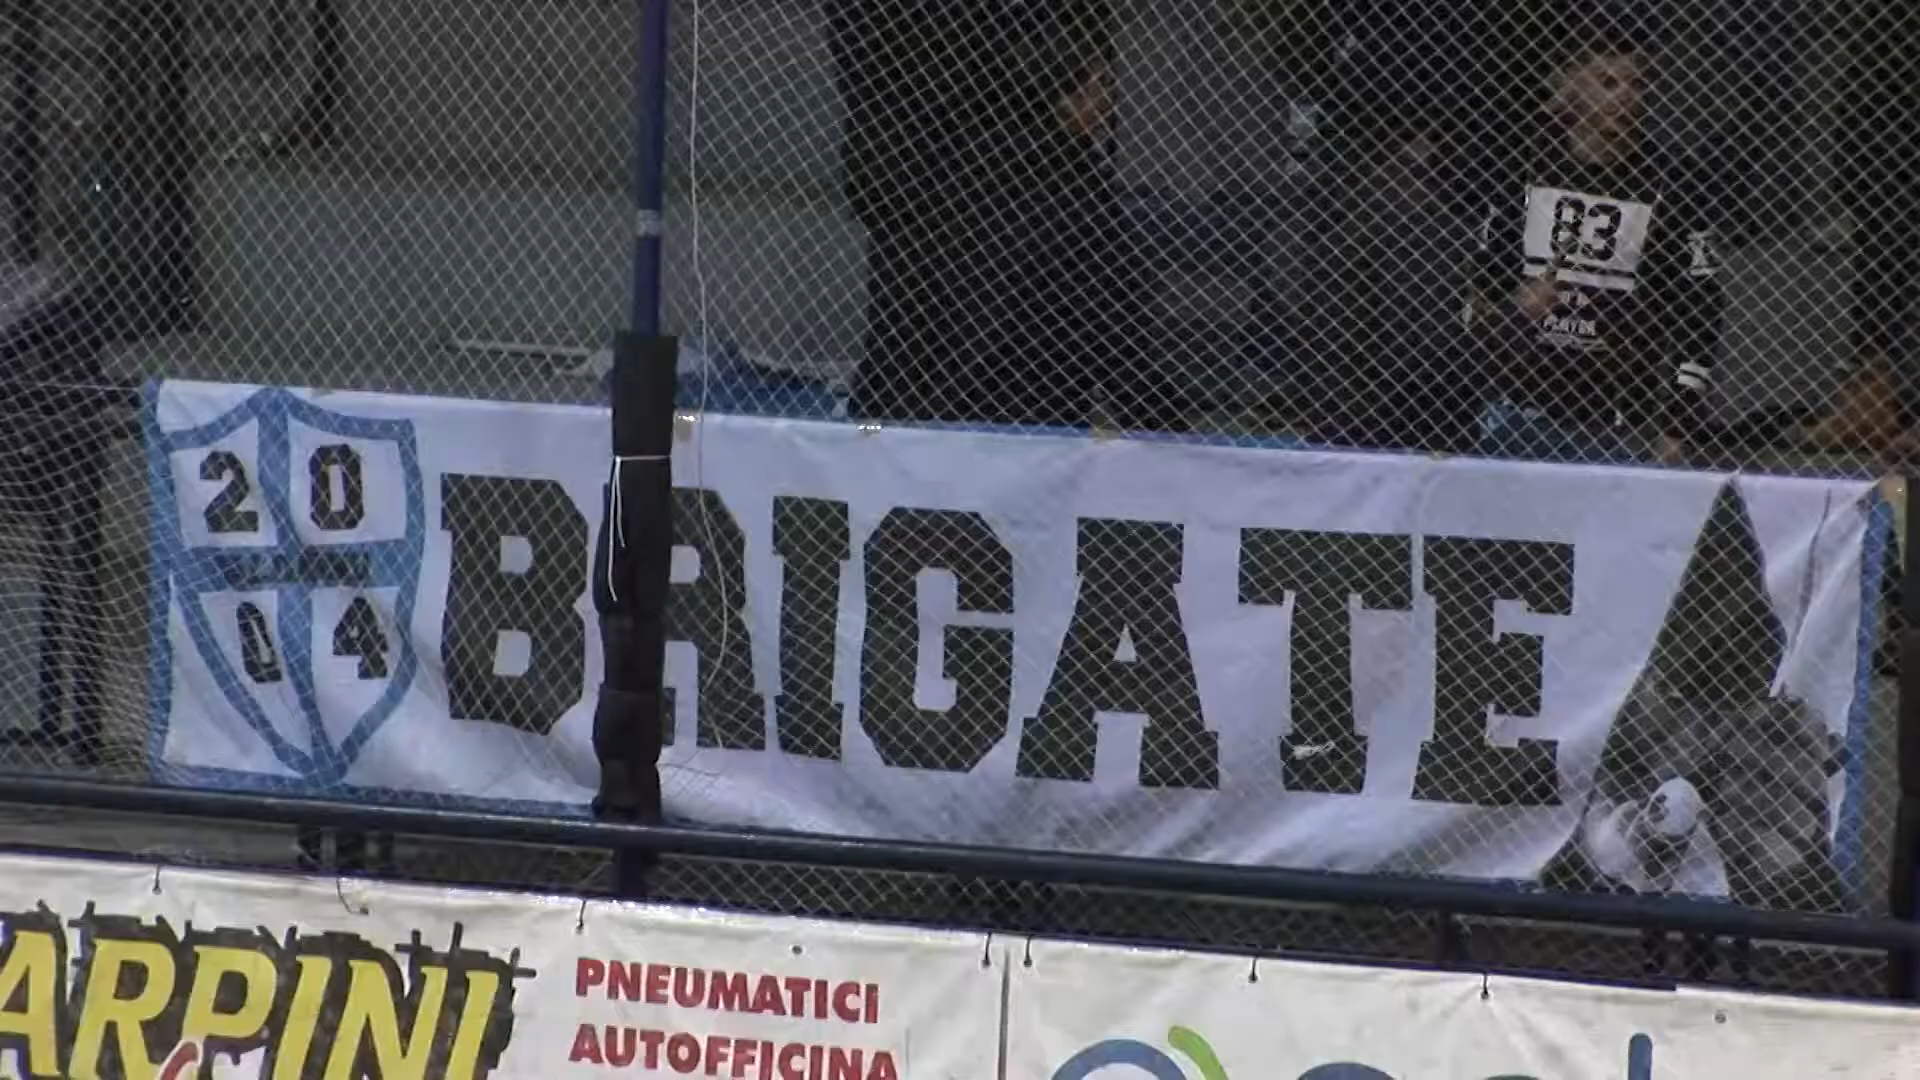 83
20
04
BRIGATE
ARPINI
PNEUMATICI
AUTOFFICINA